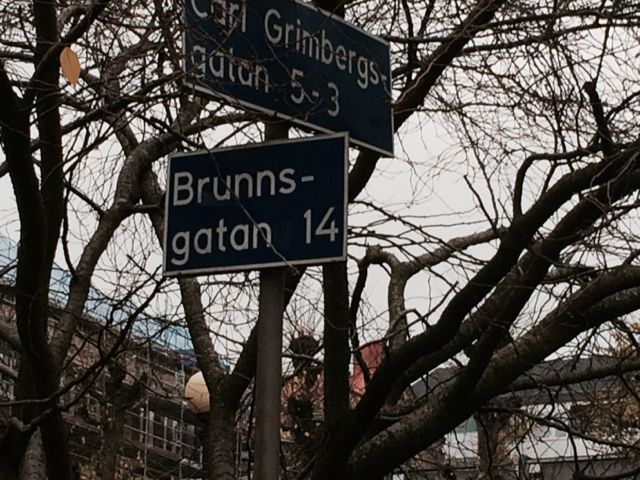 Carl Grimbergs-
gatan 5-3
Brunns-
gatan 14